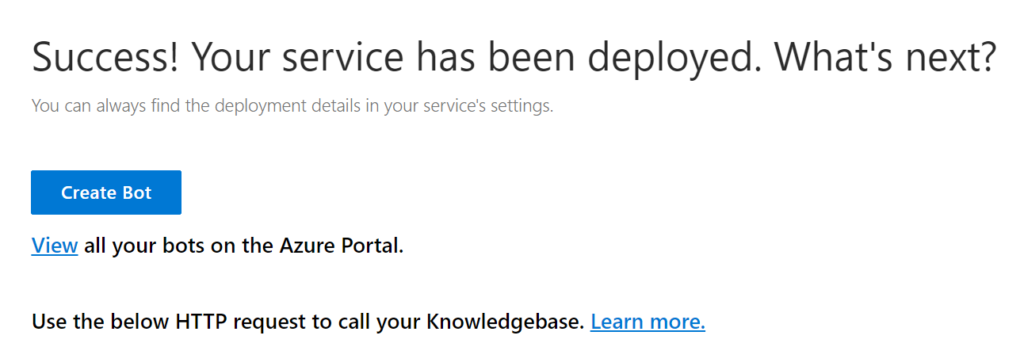 Success! Your service has been deployed. What's next?
You can always find the deployment details in your service's settings.
Create Bot
View all your bots on the Azure Portal.
Use the below HTTP request to call your Knowledgebase. Learn more.